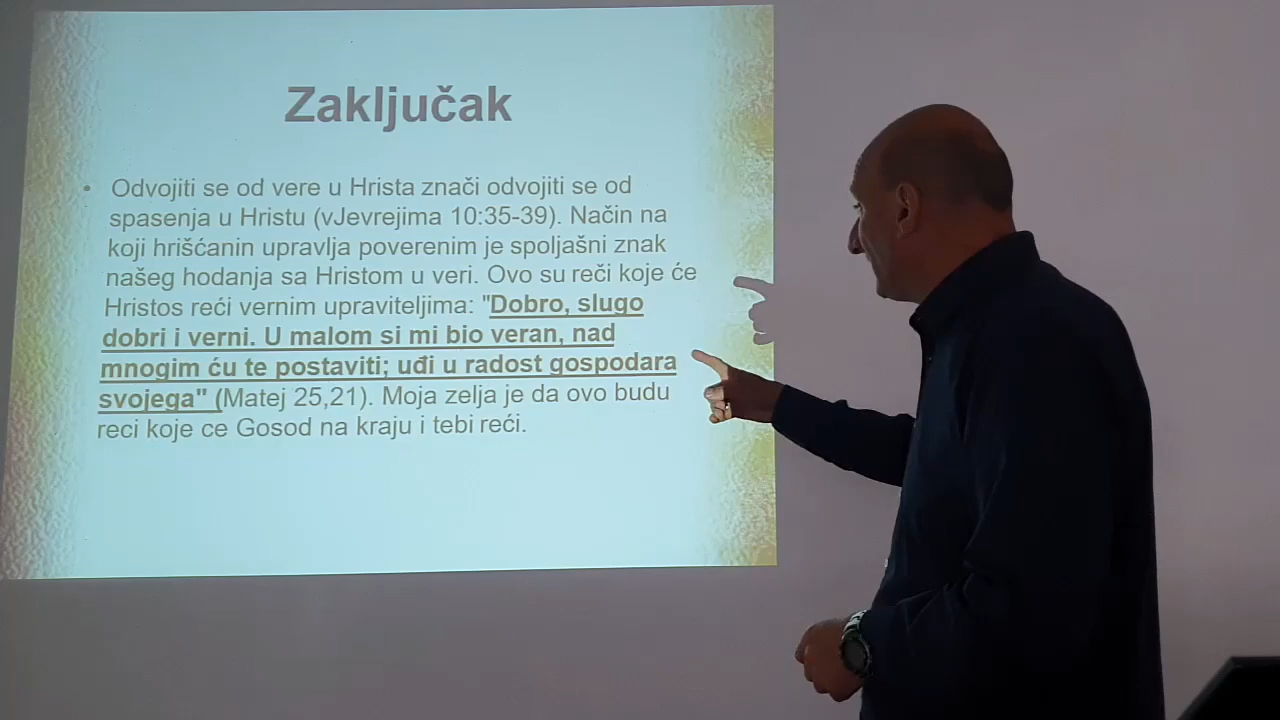 Zaključak
• Odvojiti se od vere u Hrista znači odvojiti se od
spasenja u Hristu (vJevrejima 10:35-39). Način na
koji hrišćanin upravlja poverenim je spoljašni znak
našeg hodanja sa Hristom u veri. Ovo su reči koje će
Hristos reći vernim upraviteljima: "Dobro, slugo
dobri i verni. U malom si mi bio veran, nad
mnogim ću te postaviti; uđi u radost gospodara
svojega" (Matej 25,21). Moja zelja je da ovo budu
reci koje ce Gosod na kraju i tebi reći.